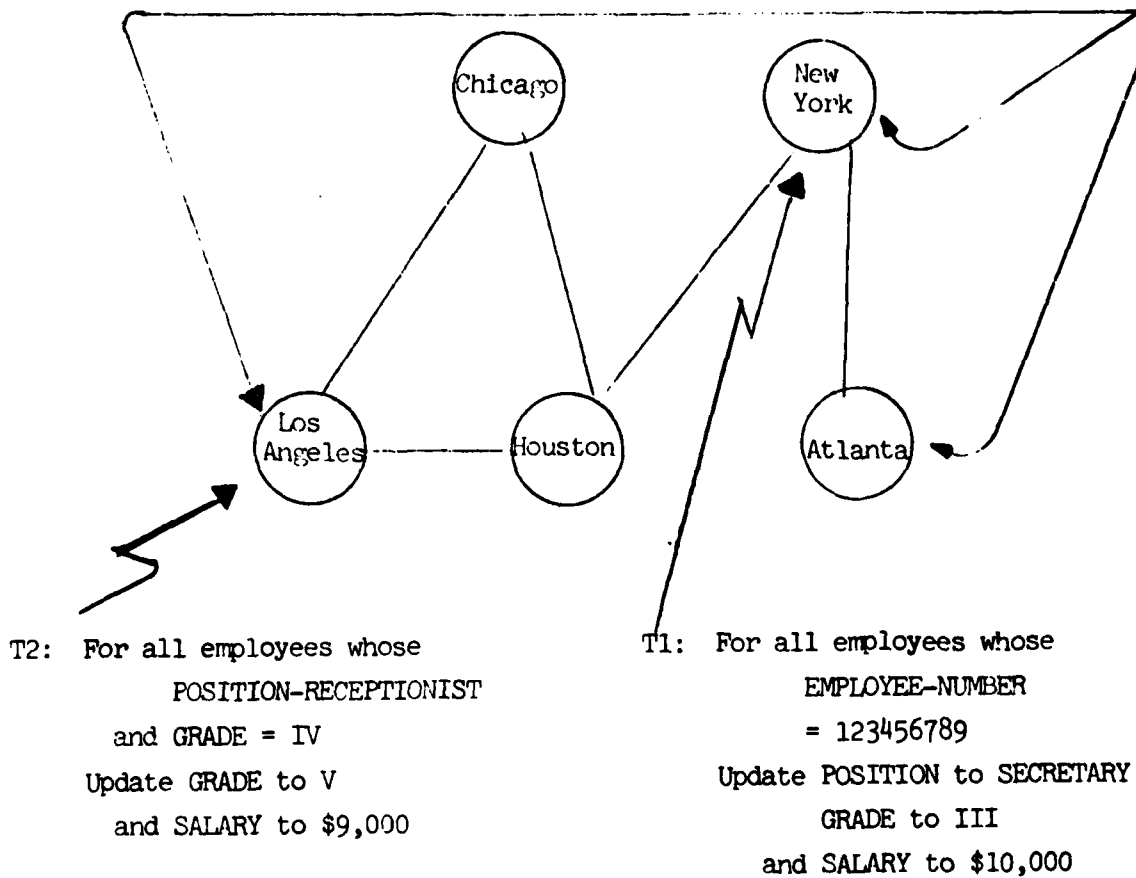 Chicago
New
York
Los
Angeles
Houston
Atlanta
T2: For all employees whose
POSITION-RECEPTIONIST
and GRADE = IV
Update GRADE to V
and SALARY to $9,000
T1: For all employees whose
EMPLOYEE-NUMBER
= 123456789
Update POSITION to SECRETARY
GRADE to III
and SALARY to $10,000